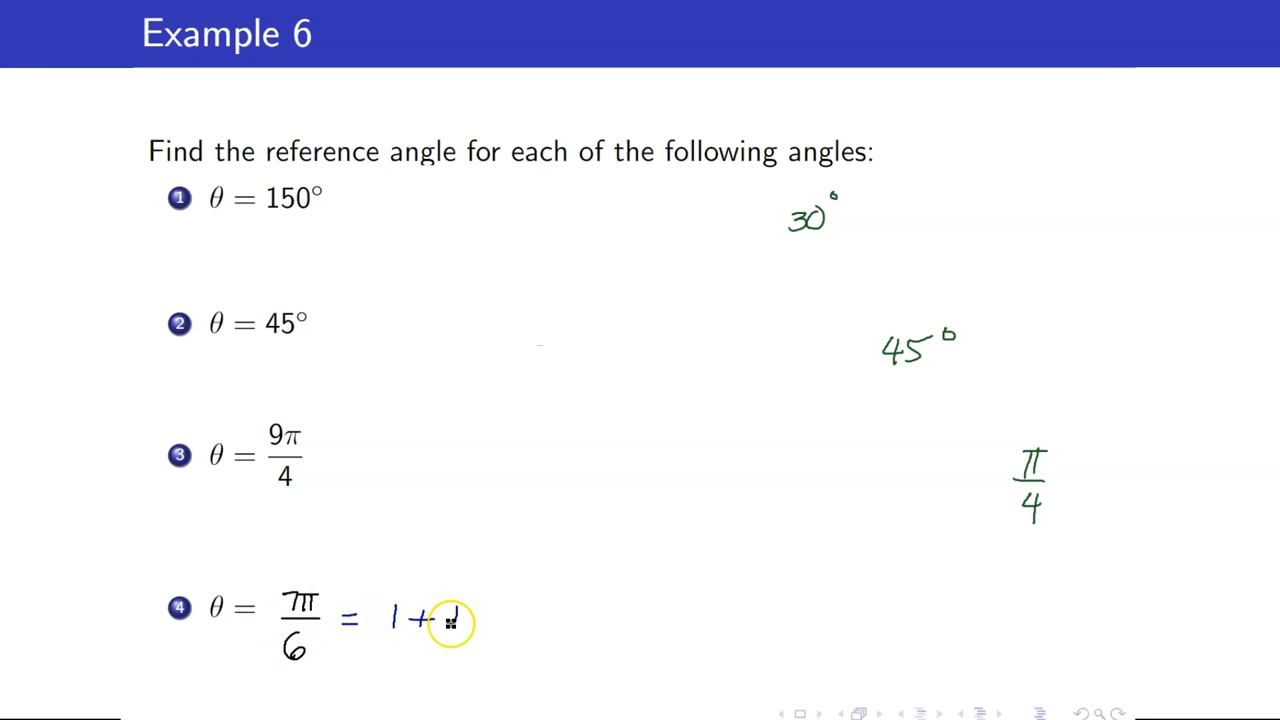 Example 6
Find the reference angle for each of the following angles:
1 θ = 150°
30°
2 θ = 45°
45°
3 θ = 9π/4
π/4
4 θ = 7π/6 = 1 +